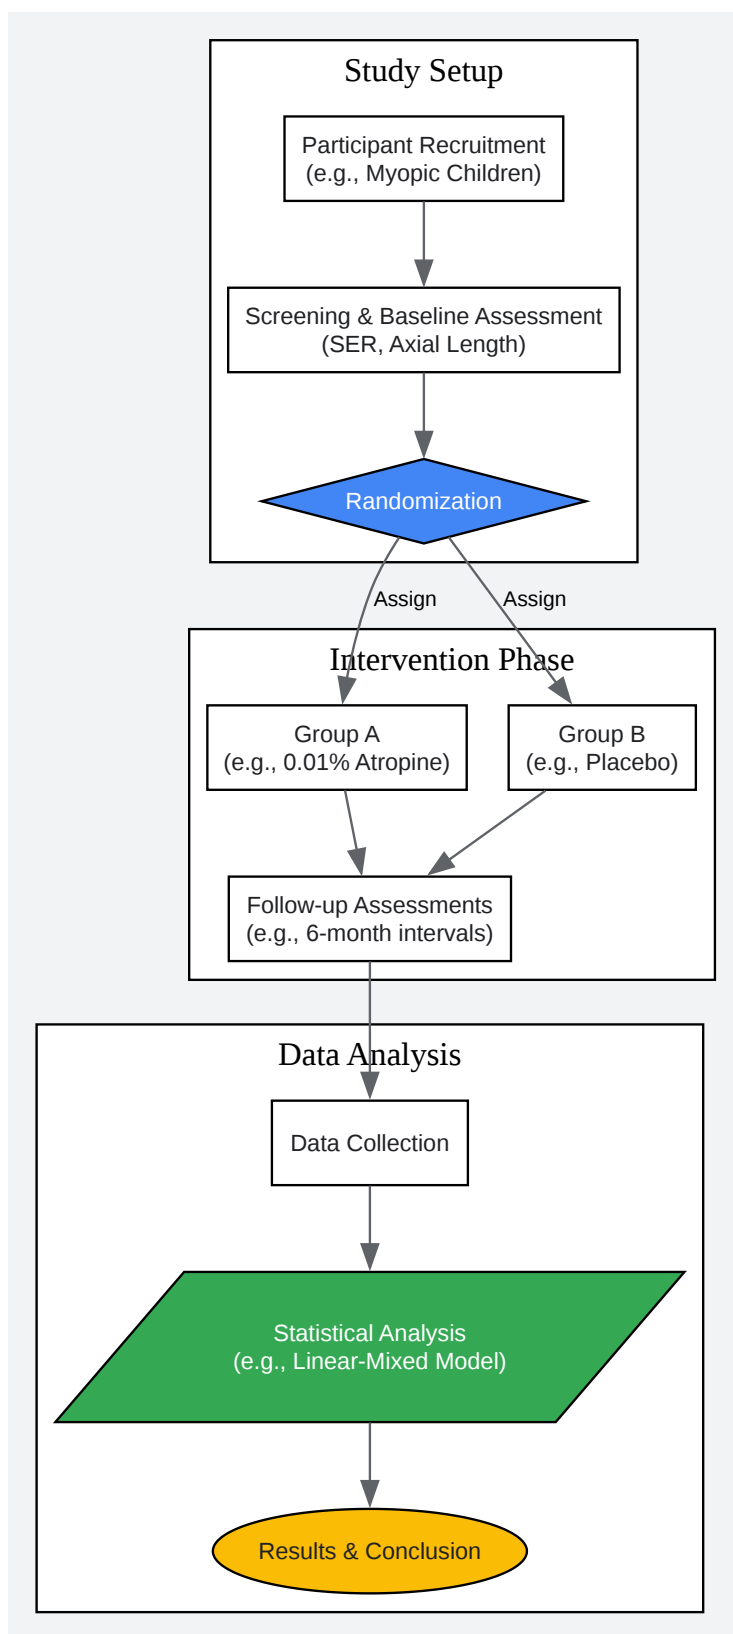 Study Setup
Participant Recruitment
(e.g., Myopic Children)
Screening & Baseline Assessment
(SER, Axial Length)
Randomization
Assign
Assign
Intervention Phase
Group A
(e.g., 0.01% Atropine)
Group B
(e.g., Placebo)
Follow-up Assessments
(e.g., 6-month intervals)
Data Analysis
Data Collection
Statistical Analysis
(e.g., Linear-Mixed Model)
Results & Conclusion